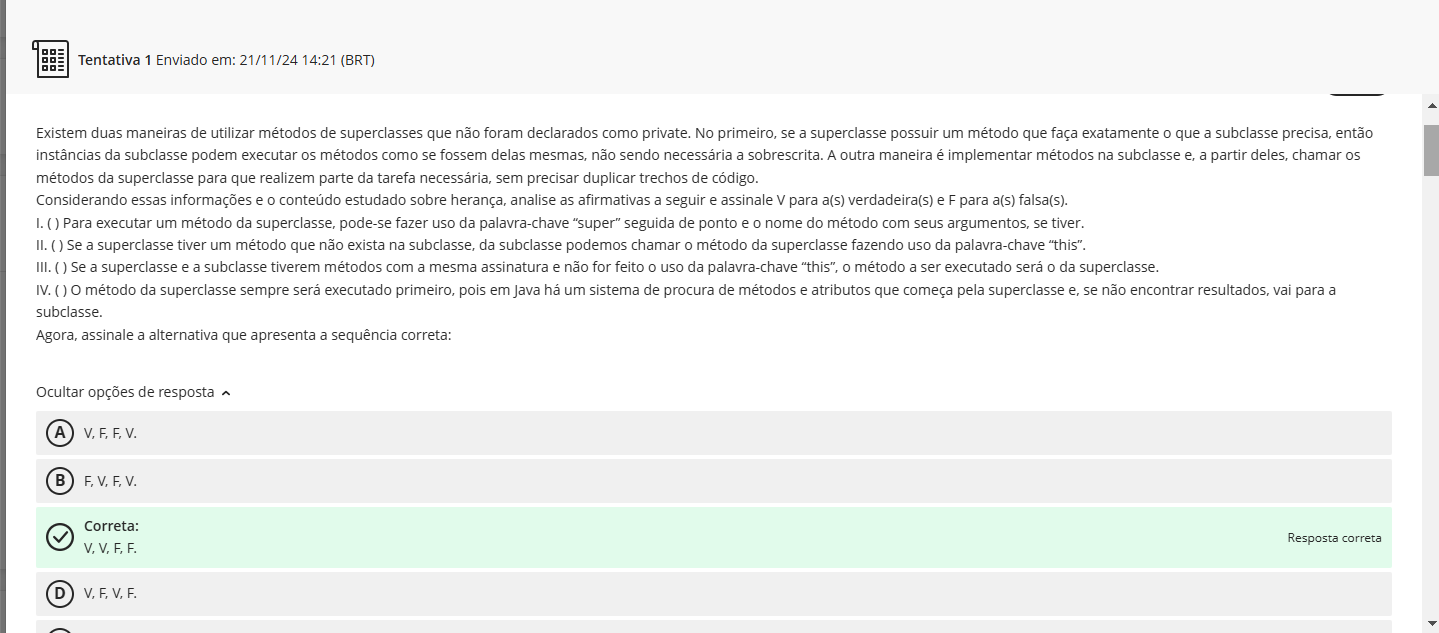 Tentativa 1 Enviado em: 21/11/24 14:21 (BRT)
Existem duas maneiras de utilizar métodos de superclasses que não foram declarados como private. No primeiro, se a superclasse possuir um método que faça exatamente o que a subclasse precisa, então
instâncias da subclasse podem executar os métodos como se fossem delas mesmas, não sendo necessária a sobrescrita. A outra maneira é implementar métodos na subclasse e, a partir deles, chamar os
métodos da superclasse para que realizem parte da tarefa necessária, sem precisar duplicar trechos de código.
Considerando essas informações e o conteúdo estudado sobre herança, analise as afirmativas a seguir e assinale V para a(s) verdadeira(s) e F para a(s) falsa(s).
I. ( ) Para executar um método da superclasse, pode-se fazer uso da palavra-chave “super” seguida de ponto e o nome do método com seus argumentos, se tiver.
II. ( ) Se a superclasse tiver um método que não exista na subclasse, da subclasse podemos chamar o método da superclasse fazendo uso da palavra-chave “this”.
III. ( ) Se a superclasse e a subclasse tiverem métodos com a mesma assinatura e não for feito o uso da palavra-chave “this”, o método a ser executado será o da superclasse.
IV. ( ) O método da superclasse sempre será executado primeiro, pois em Java há um sistema de procura de métodos e atributos que começa pela superclasse e, se não encontrar resultados, vai para a
subclasse.
Agora, assinale a alternativa que apresenta a sequência correta:
Ocultar opções de resposta
A V, F, F, V.
B F, V, F, V.
Correta:
V, V, F, F.
Resposta correta
D V, F, V, F.